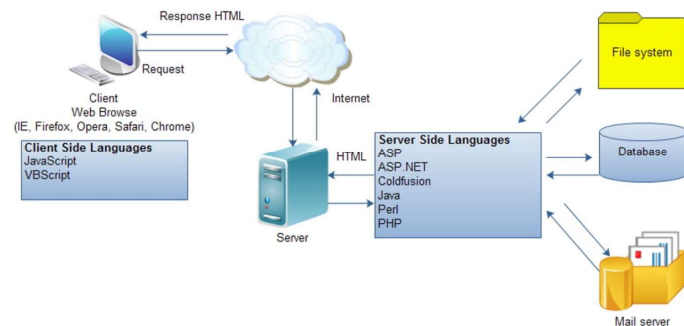 Response HTML
Request
Client
Web Browse
(IE, Firefox, Opera, Safari, Chrome)
Client Side Languages
JavaScript
VBScript
Internet
HTML
Server
Server Side Languages
ASP
ASP.NET
Coldfusion
Java
Perl
PHP
File system
Database
Mail server